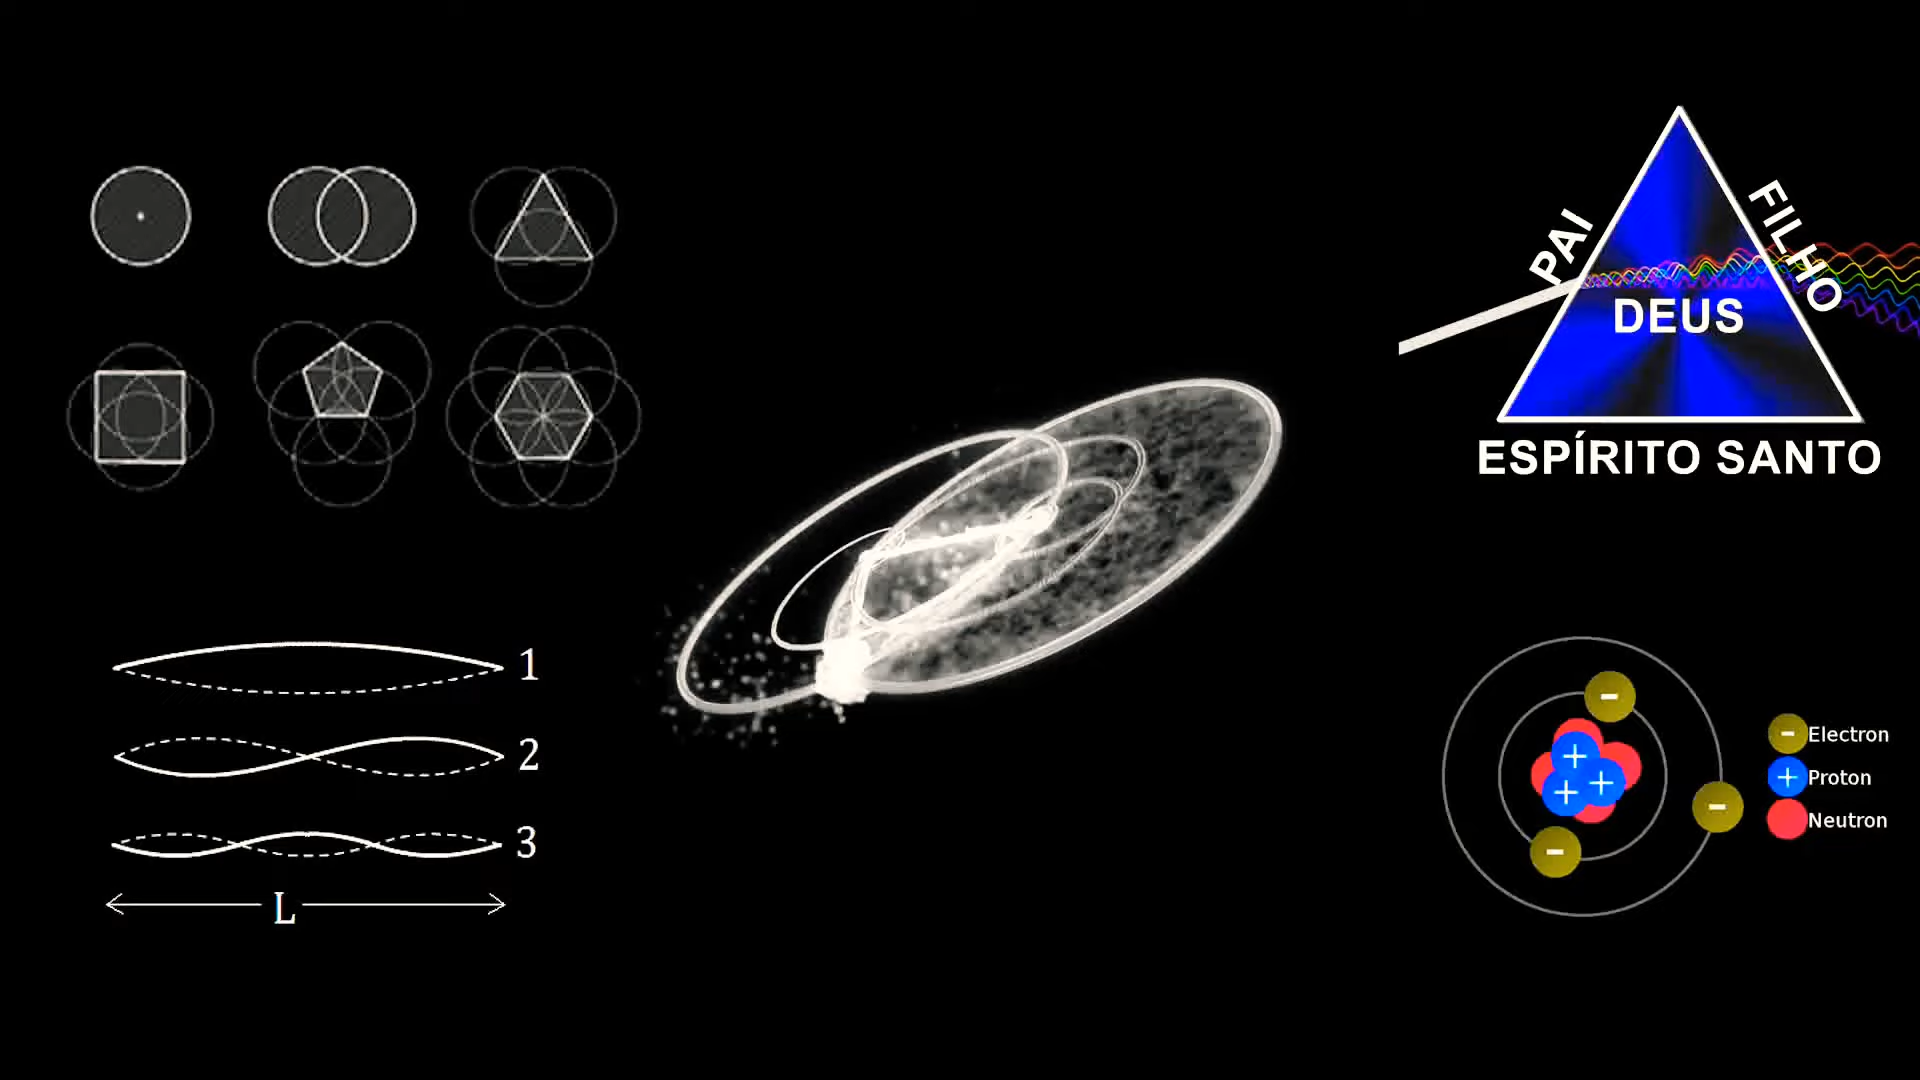 PAI
FILHO
DEUS
ESPÍRITO SANTO
1
2
3
L
Electron
Proton
Neutron